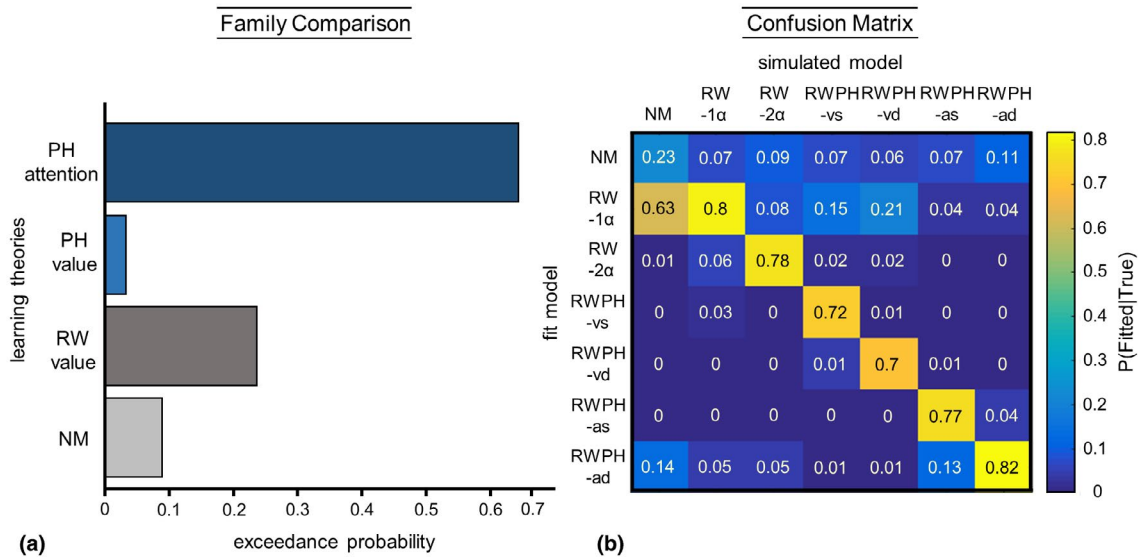 Family Comparison
learning theories
PH
attention
PH
value
RW
value
NM
0 0.1 0.2 0.3 0.4 0.5 0.6 0.7
exceedance probability
(a)
Confusion Matrix
simulated model
NM RW-1α RW-2α RWPH-vs RWPH-vd RWPH-as RWPH-ad
fit model
NM 0.23 0.07 0.09 0.07 0.06 0.07 0.11
RW-1α 0.63 0.8 0.08 0.15 0.21 0.04 0.04
RW-2α 0.01 0.06 0.78 0.02 0.02 0 0
RWPH-vs 0 0.03 0 0.72 0.01 0 0
RWPH-vd 0 0 0 0.01 0.7 0.01 0
RWPH-as 0 0 0 0 0 0.77 0.04
RWPH-ad 0.14 0.05 0.05 0.01 0.01 0.13 0.82
0.8
0.7
0.6
0.5
0.4
0.3
0.2
0.1
0
P(Fitted|True)
(b)